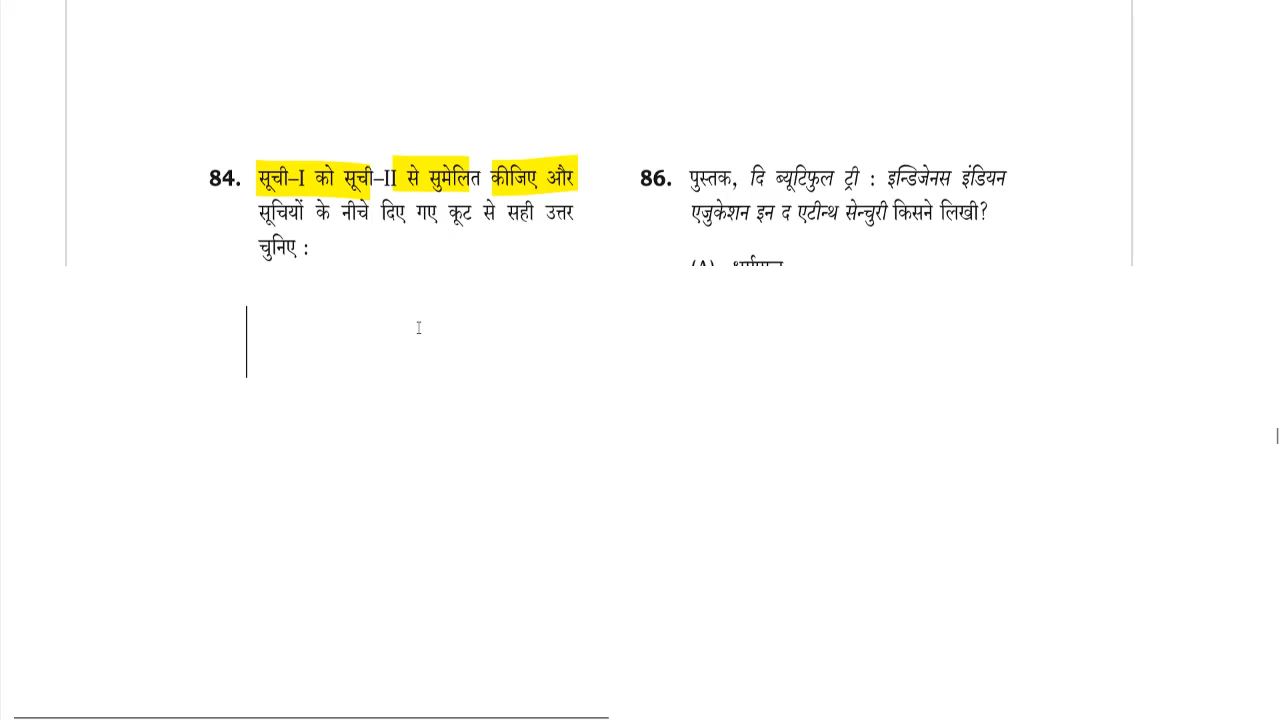 84. सूची–I को सूची–II से सुमेलित कीजिए और
सूचियों के नीचे दिए गए कूट से सही उत्तर
चुनिए :
86. पुस्तक, दि ब्यूटिफुल ट्री : इन्डिजेनस इंडियन
एजुकेशन इन द एटीन्थ सेन्चुरी किसने लिखी?